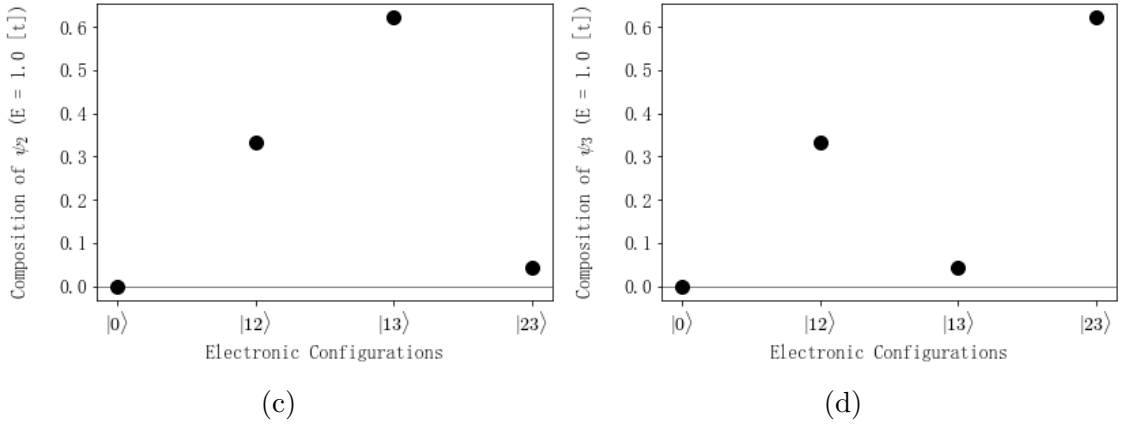 Composition of ψ₂ (E = 1.0 [t])
0.6
0.5
0.4
0.3
0.2
0.1
0.0
|0⟩ |12⟩ |13⟩ |23⟩
Electronic Configurations
(c)
Composition of ψ₃ (E = 1.0 [t])
0.6
0.5
0.4
0.3
0.2
0.1
0.0
|0⟩ |12⟩ |13⟩ |23⟩
Electronic Configurations
(d)